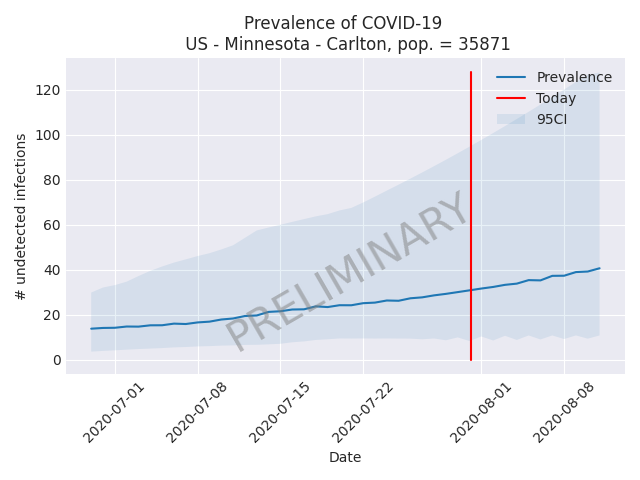 Prevalence of COVID-19
US - Minnesota - Carlton, pop. = 35871
Prevalence
Today
95CI
120
100
80
60
40
20
0
# undetected infections
PRELIMINARY
2020-07-01
2020-07-08
2020-07-15
2020-07-22
2020-08-01
2020-08-08
Date